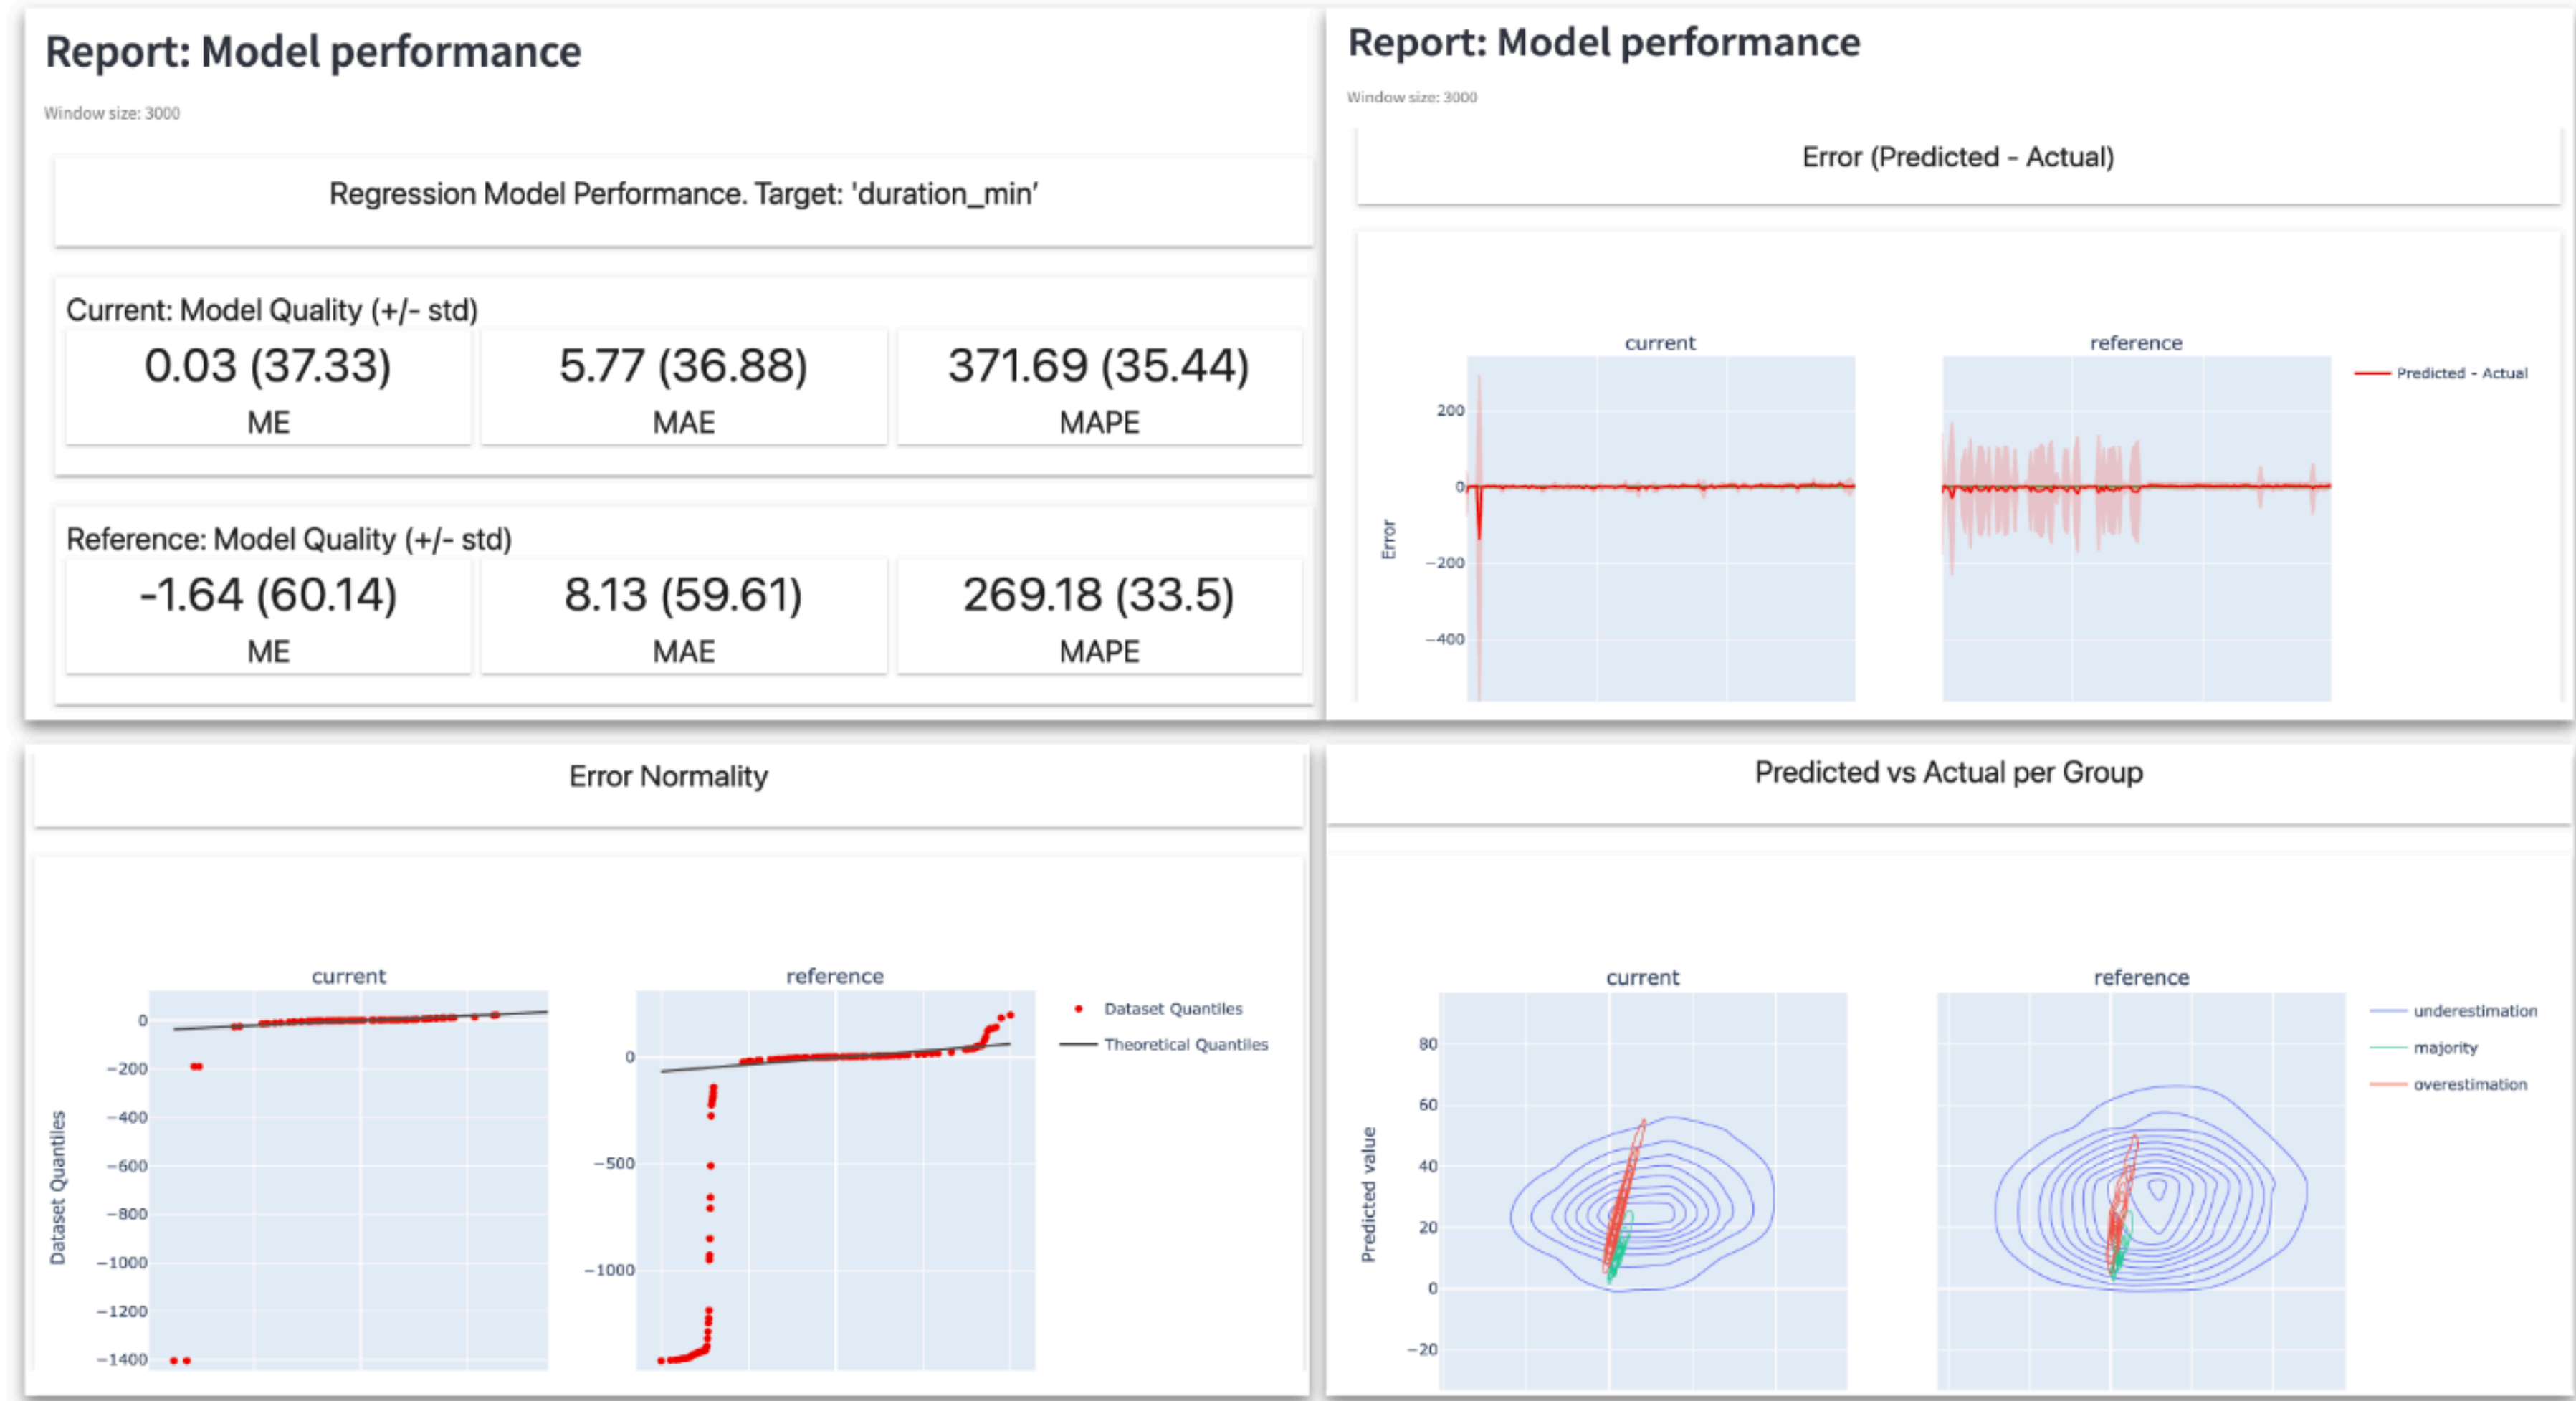 Report: Model performance
Window size: 3000
Regression Model Performance. Target: 'duration_min'
Current: Model Quality (+/- std)
0.03 (37.33)
ME
5.77 (36.88)
MAE
371.69 (35.44)
MAPE
Reference: Model Quality (+/- std)
-1.64 (60.14)
ME
8.13 (59.61)
MAE
269.18 (33.5)
MAPE
Report: Model performance
Window size: 3000
Error (Predicted - Actual)
current
reference
Predicted - Actual
200
0
−200
−400
Error
Error Normality
current
reference
Dataset Quantiles
Theoretical Quantiles
0
−200
−400
−600
−800
−1000
−1200
−1400
Dataset Quantiles
0
−500
−1000
Predicted vs Actual per Group
current
reference
underestimation
majority
overestimation
80
60
40
20
0
−20
Predicted value